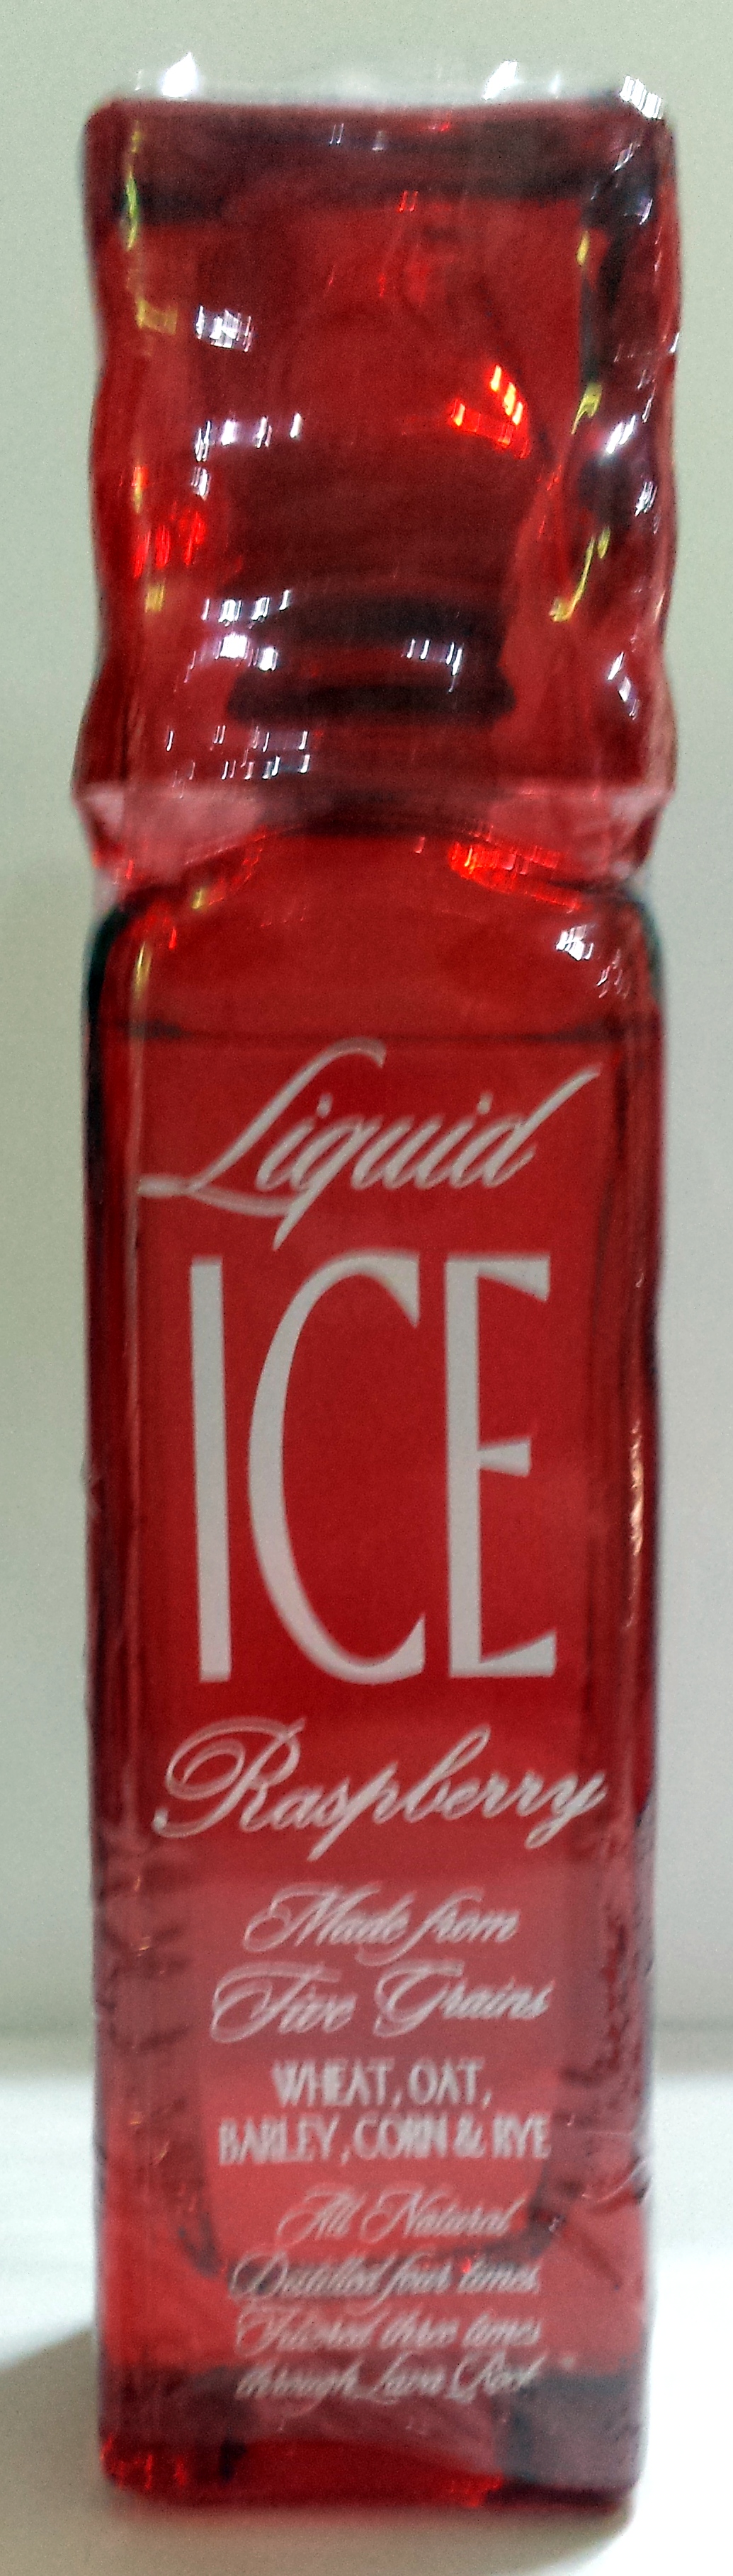 Liquid
ICE
Raspberry
Made from
Five Grains
WHEAT, OAT,
BARLEY, CORN & RYE
All Natural
Distilled four times
Filtered three times
through Lava Rock